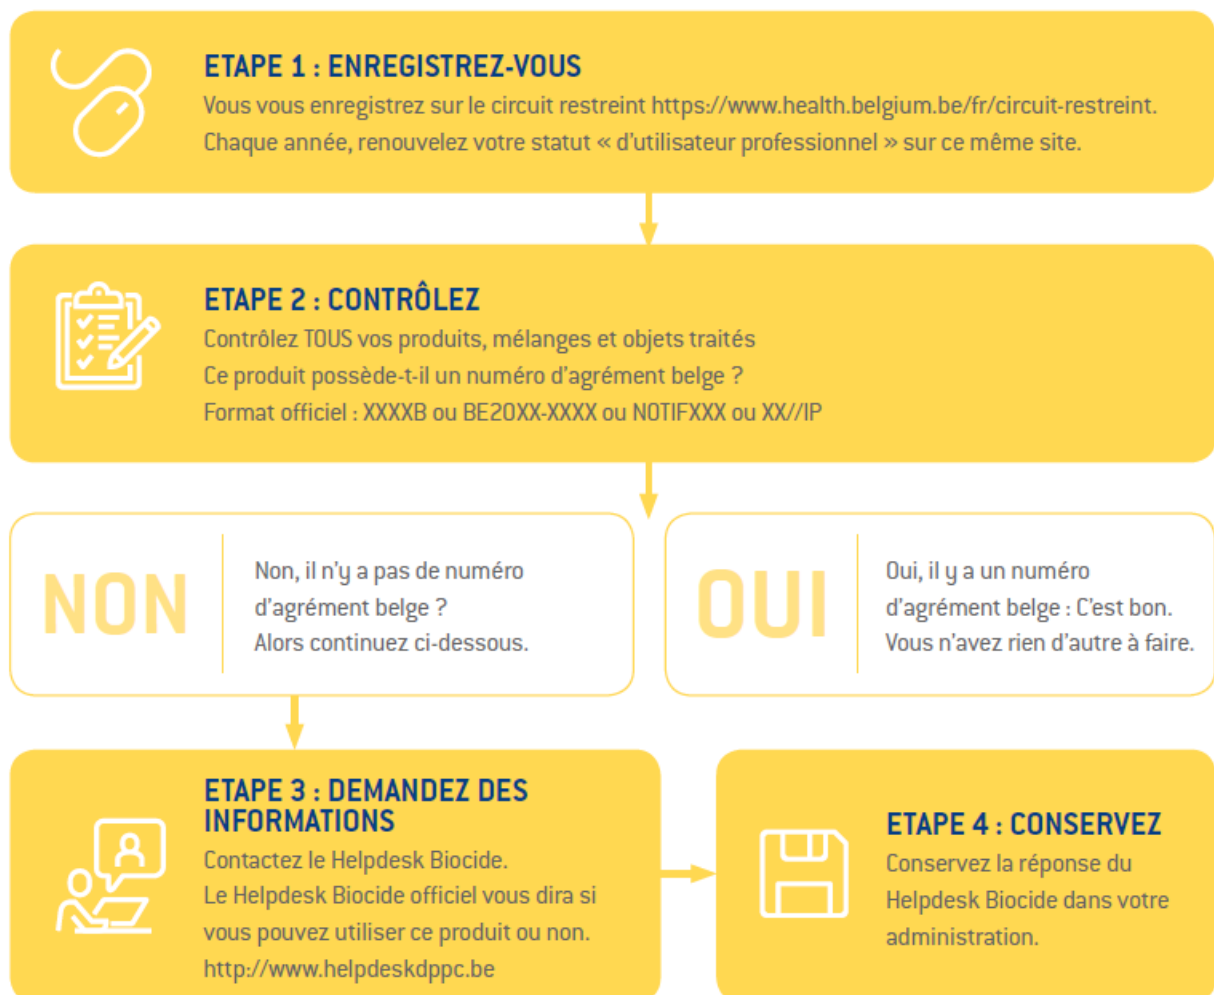 ETAPE 1 : ENREGISTREZ-VOUS
Vous vous enregistrez sur le circuit restreint https://www.health.belgium.be/fr/circuit-restreint.
Chaque année, renouvelez votre statut « d'utilisateur professionnel » sur ce même site.
ETAPE 2 : CONTRÔLEZ
Contrôlez TOUS vos produits, mélanges et objets traités
Ce produit possède-t-il un numéro d'agrément belge ?
Format officiel : XXXXB ou BE20XX-XXXX ou NOTIFXXX ou XX//IP
NON
Non, il n'y a pas de numéro
d'agrément belge ?
Alors continuez ci-dessous.
OUI
Oui, il y a un numéro
d'agrément belge : C'est bon.
Vous n'avez rien d'autre à faire.
ETAPE 3 : DEMANDEZ DES
INFORMATIONS
Contactez le Helpdesk Biocide.
Le Helpdesk Biocide officiel vous dira si
vous pouvez utiliser ce produit ou non.
http://www.helpdeskdppc.be
ETAPE 4 : CONSERVEZ
Conservez la réponse du
Helpdesk Biocide dans votre
administration.